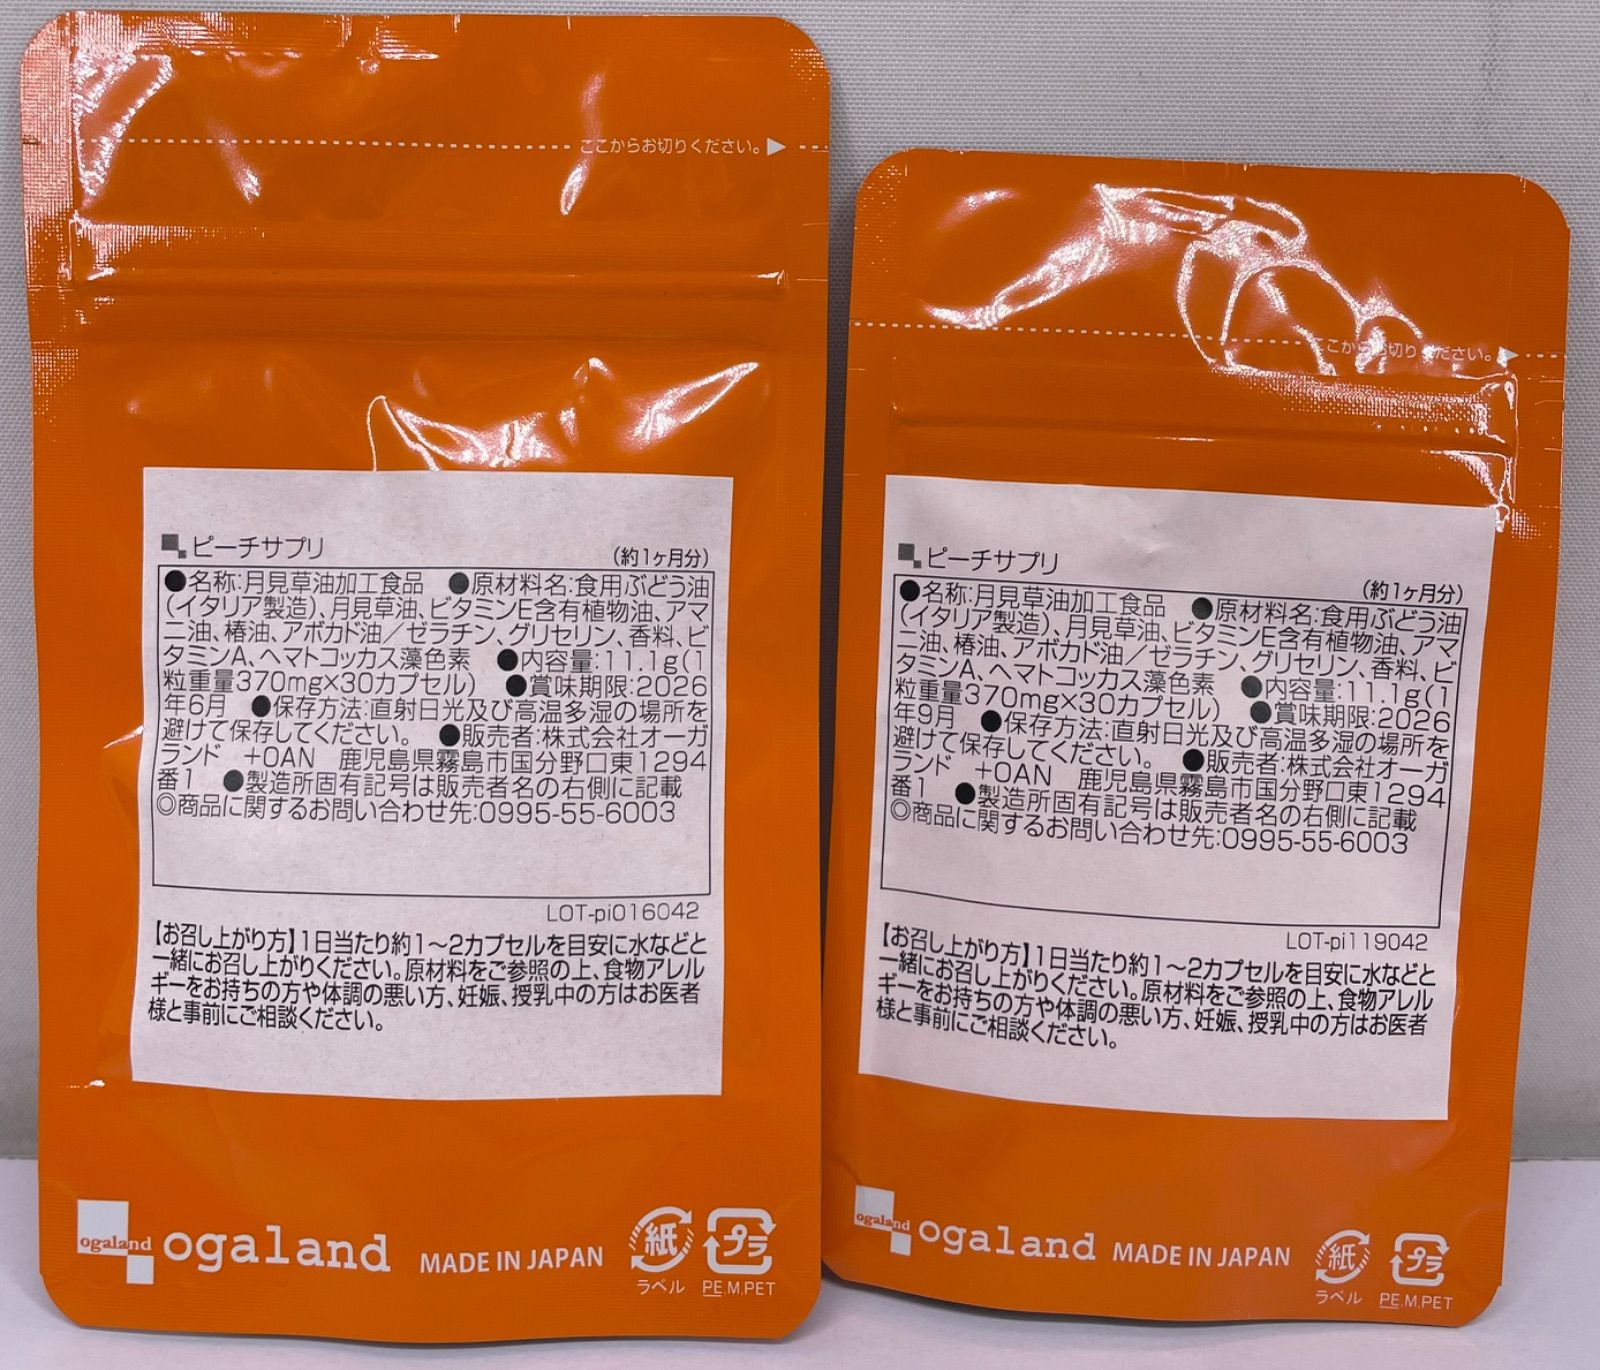 ここからお切りください。
ピーチサプリ
(約1ヶ月分)
●名称:月見草油加工食品 ●原材料名:食用ぶどう油
(イタリア製造)、月見草油、ビタミンE含有植物油、アマ
ニ油、椿油、アボカド油/ゼラチン、グリセリン、香料、ビ
タミンA、ヘマトコッカス藻色素 ●内容量:11.1g(1
粒重量370mg×30カプセル) ●賞味期限:2026
年6月 ●保存方法:直射日光及び高温多湿の場所を
避けて保存してください。 ●販売者:株式会社オーガ
ランド +OAN 鹿児島県霧島市国分野口東1294
番1 ●製造所固有記号は販売者名の右側に記載
◎商品に関するお問い合わせ先:0995-55-6003
LOT-pi016042
【お召し上がり方】1日当たり約1〜2カプセルを目安に水などと
一緒にお召し上がりください。原材料をご参照の上、食物アレル
ギーをお持ちの方や体調の悪い方、妊娠、授乳中の方はお医者
様と事前にご相談ください。
ogaland
ogaland
MADE IN JAPAN
紙
ラベル
プラ
PE.M.PET
ここからお切りください。
ピーチサプリ
(約1ヶ月分)
●名称:月見草油加工食品 ●原材料名:食用ぶどう油
(イタリア製造)、月見草油、ビタミンE含有植物油、アマ
ニ油、椿油、アボカド油/ゼラチン、グリセリン、香料、ビ
タミンA、ヘマトコッカス藻色素 ●内容量:11.1g(1
粒重量370mg×30カプセル) ●賞味期限:2026
年9月 ●保存方法:直射日光及び高温多湿の場所を
避けて保存してください。 ●販売者:株式会社オーガ
ランド +OAN 鹿児島県霧島市国分野口東1294
番1 ●製造所固有記号は販売者名の右側に記載
◎商品に関するお問い合わせ先:0995-55-6003
LOT-pi119042
【お召し上がり方】1日当たり約1〜2カプセルを目安に水などと
一緒にお召し上がりください。原材料をご参照の上、食物アレル
ギーをお持ちの方や体調の悪い方、妊娠、授乳中の方はお医者
様と事前にご相談ください。
ogaland
ogaland
MADE IN JAPAN
紙
ラベル
プラ
PE.M.PET